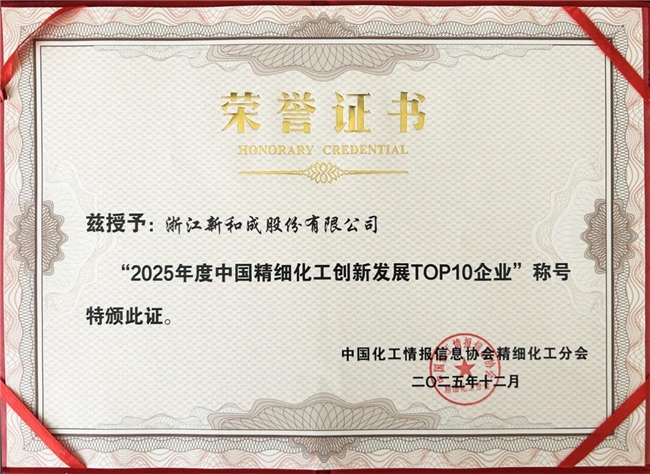 荣誉证书
HONORARY CREDENTIAL
兹授予：浙江新和成股份有限公司
“2025年度中国精细化工创新发展TOP10企业”称号
特颁此证。
中国化工情报信息协会精细化工分会
二〇二五年十二月